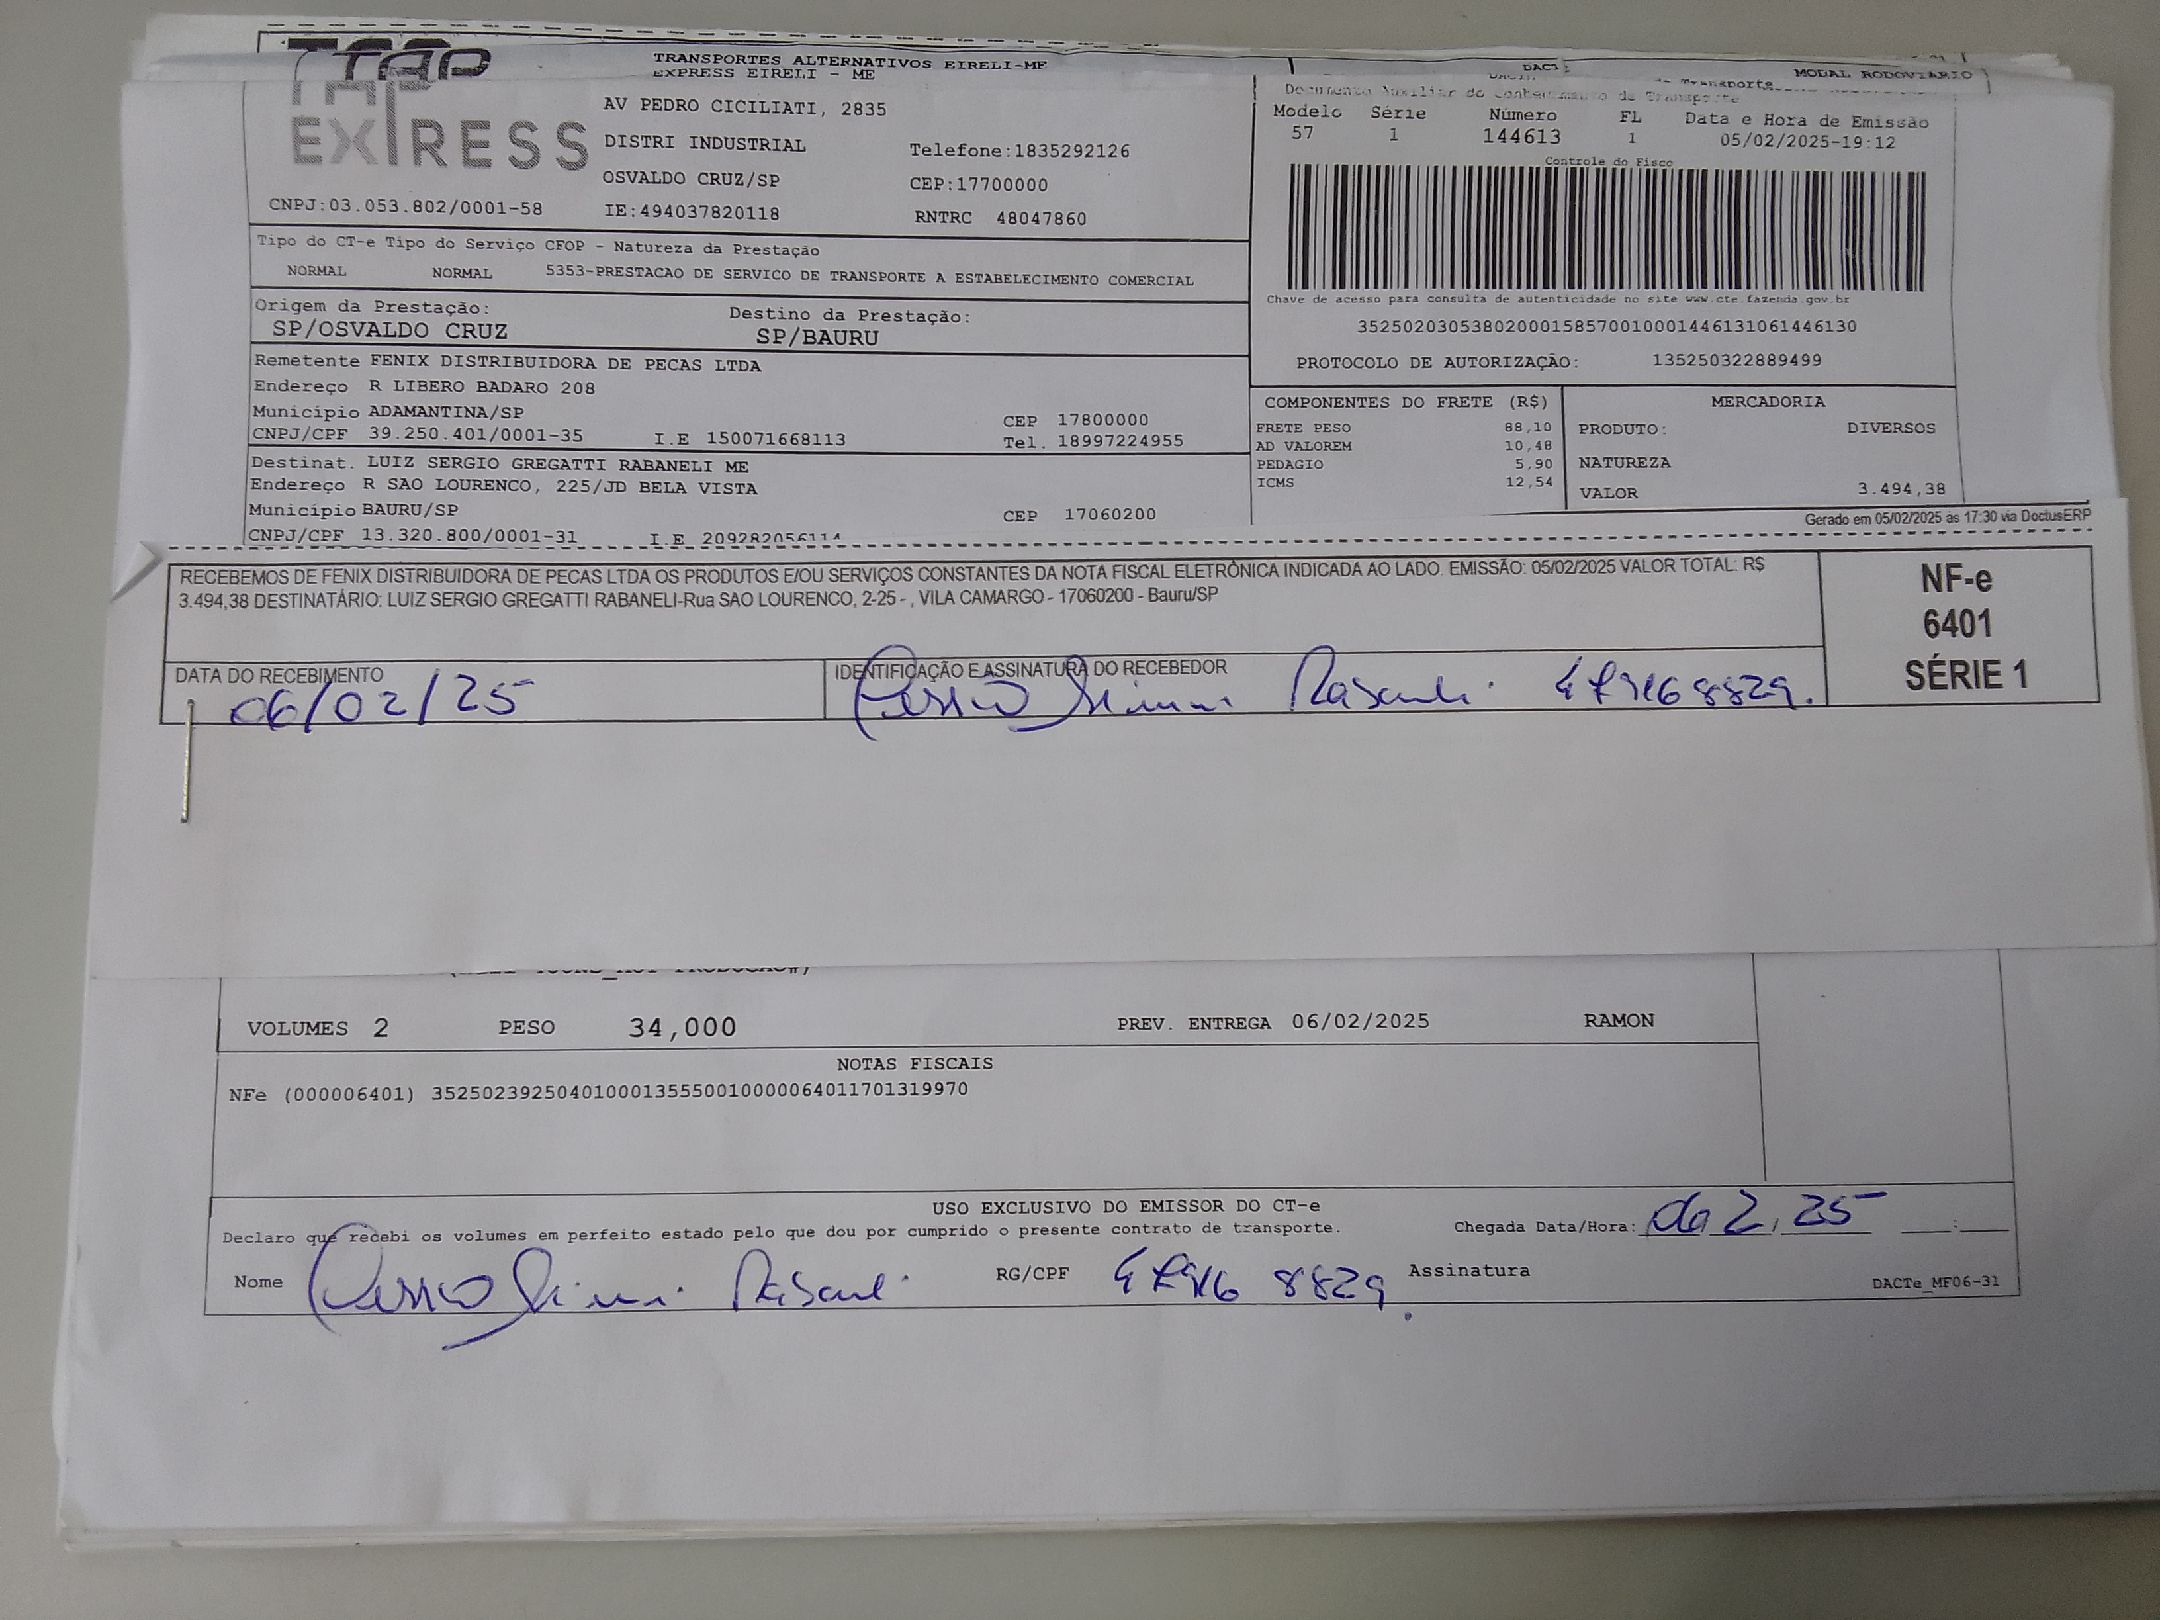 TRANSPORTES ALTERNATIVOS EIRELI-ME
EXPRESS EIRELI - ME
TAP
EXPRESS
AV PEDRO CICILIATI, 2835
DISTRI INDUSTRIAL
Telefone:1835292126
OSVALDO CRUZ/SP
CEP:17700000
CNPJ:03.053.802/0001-58
IE:494037820118
RNTRC 48047860
MODAL RODOVIARIO
Documento Auxiliar do Conhecimento de Transporte
Modelo Série Número FL Data e Hora de Emissão
57 1 144613 1 05/02/2025-19:12
Controle do Fisco
Chave de acesso para consulta de autenticidade no site www.cte.fazenda.gov.br
35250203053802000158570010001446131061446130
PROTOCOLO DE AUTORIZAÇÃO: 135250322889499
Tipo do CT-e Tipo do Serviço CFOP - Natureza da Prestação
NORMAL NORMAL 5353-PRESTACAO DE SERVICO DE TRANSPORTE A ESTABELECIMENTO COMERCIAL
Origem da Prestação: Destino da Prestação:
SP/OSVALDO CRUZ SP/BAURU
Remetente FENIX DISTRIBUIDORA DE PECAS LTDA
Endereço R LIBERO BADARO 208
Município ADAMANTINA/SP CEP 17800000
CNPJ/CPF 39.250.401/0001-35 I.E 150071668113 Tel. 18997224955
Destinat. LUIZ SERGIO GREGATTI RABANELI ME
Endereço R SAO LOURENCO, 225/JD BELA VISTA
Município BAURU/SP CEP 17060200
CNPJ/CPF 13.320.800/0001-31 I.E 209282056114
COMPONENTES DO FRETE (R$)
FRETE PESO 88,10
AD VALOREM 10,48
PEDAGIO 5,90
ICMS 12,54
MERCADORIA
PRODUTO: DIVERSOS
NATUREZA
VALOR 3.494,38
Gerado em 05/02/2025 às 17:30 via DoctusERP
RECEBEMOS DE FENIX DISTRIBUIDORA DE PECAS LTDA OS PRODUTOS E/OU SERVIÇOS CONSTANTES DA NOTA FISCAL ELETRÔNICA INDICADA AO LADO. EMISSÃO: 05/02/2025 VALOR TOTAL: R$
3.494,38 DESTINATÁRIO: LUIZ SERGIO GREGATTI RABANELI-Rua SAO LOURENCO, 2-25 - , VILA CAMARGO - 17060200 - Bauru/SP
NF-e
6401
SÉRIE 1
DATA DO RECEBIMENTO
06/02/25
IDENTIFICAÇÃO E ASSINATURA DO RECEBEDOR
VOLUMES 2 PESO 34,000 PREV. ENTREGA 06/02/2025 RAMON
NOTAS FISCAIS
NFe (000006401) 35250239250401000135550010000064011701319970
USO EXCLUSIVO DO EMISSOR DO CT-e
Declaro que recebi os volumes em perfeito estado pelo que dou por cumprido o presente contrato de transporte.
Chegada Data/Hora: 06 2, 25
Nome RG/CPF Assinatura
DACTe_MF06-31